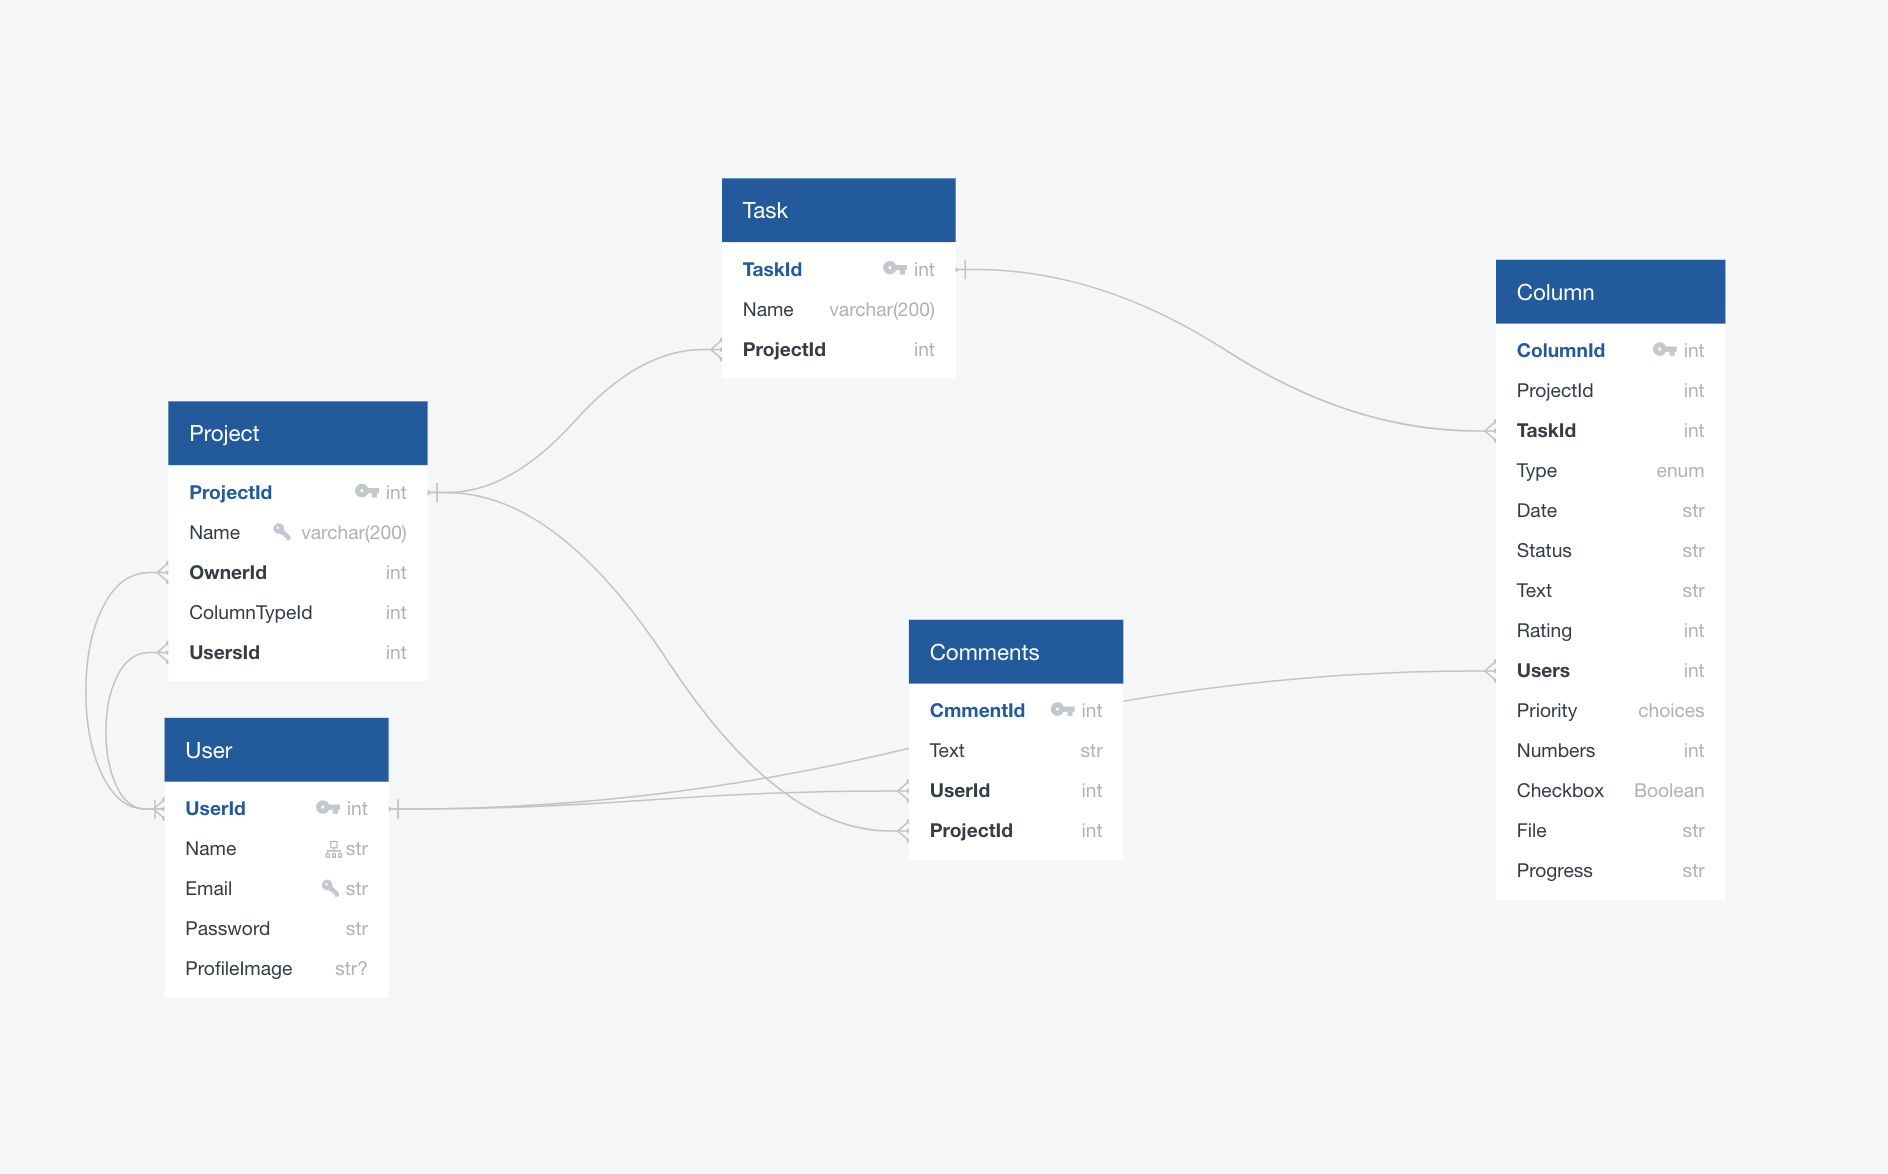 Task
TaskId int
Name varchar(200)
ProjectId int
Column
ColumnId int
ProjectId int
TaskId int
Type enum
Date str
Status str
Text str
Rating int
Users int
Priority choices
Numbers int
Checkbox Boolean
File str
Progress str
Project
ProjectId int
Name varchar(200)
OwnerId int
ColumnTypeId int
UsersId int
Comments
CmmentId int
Text str
UserId int
ProjectId int
User
UserId int
Name str
Email str
Password str
ProfileImage str?